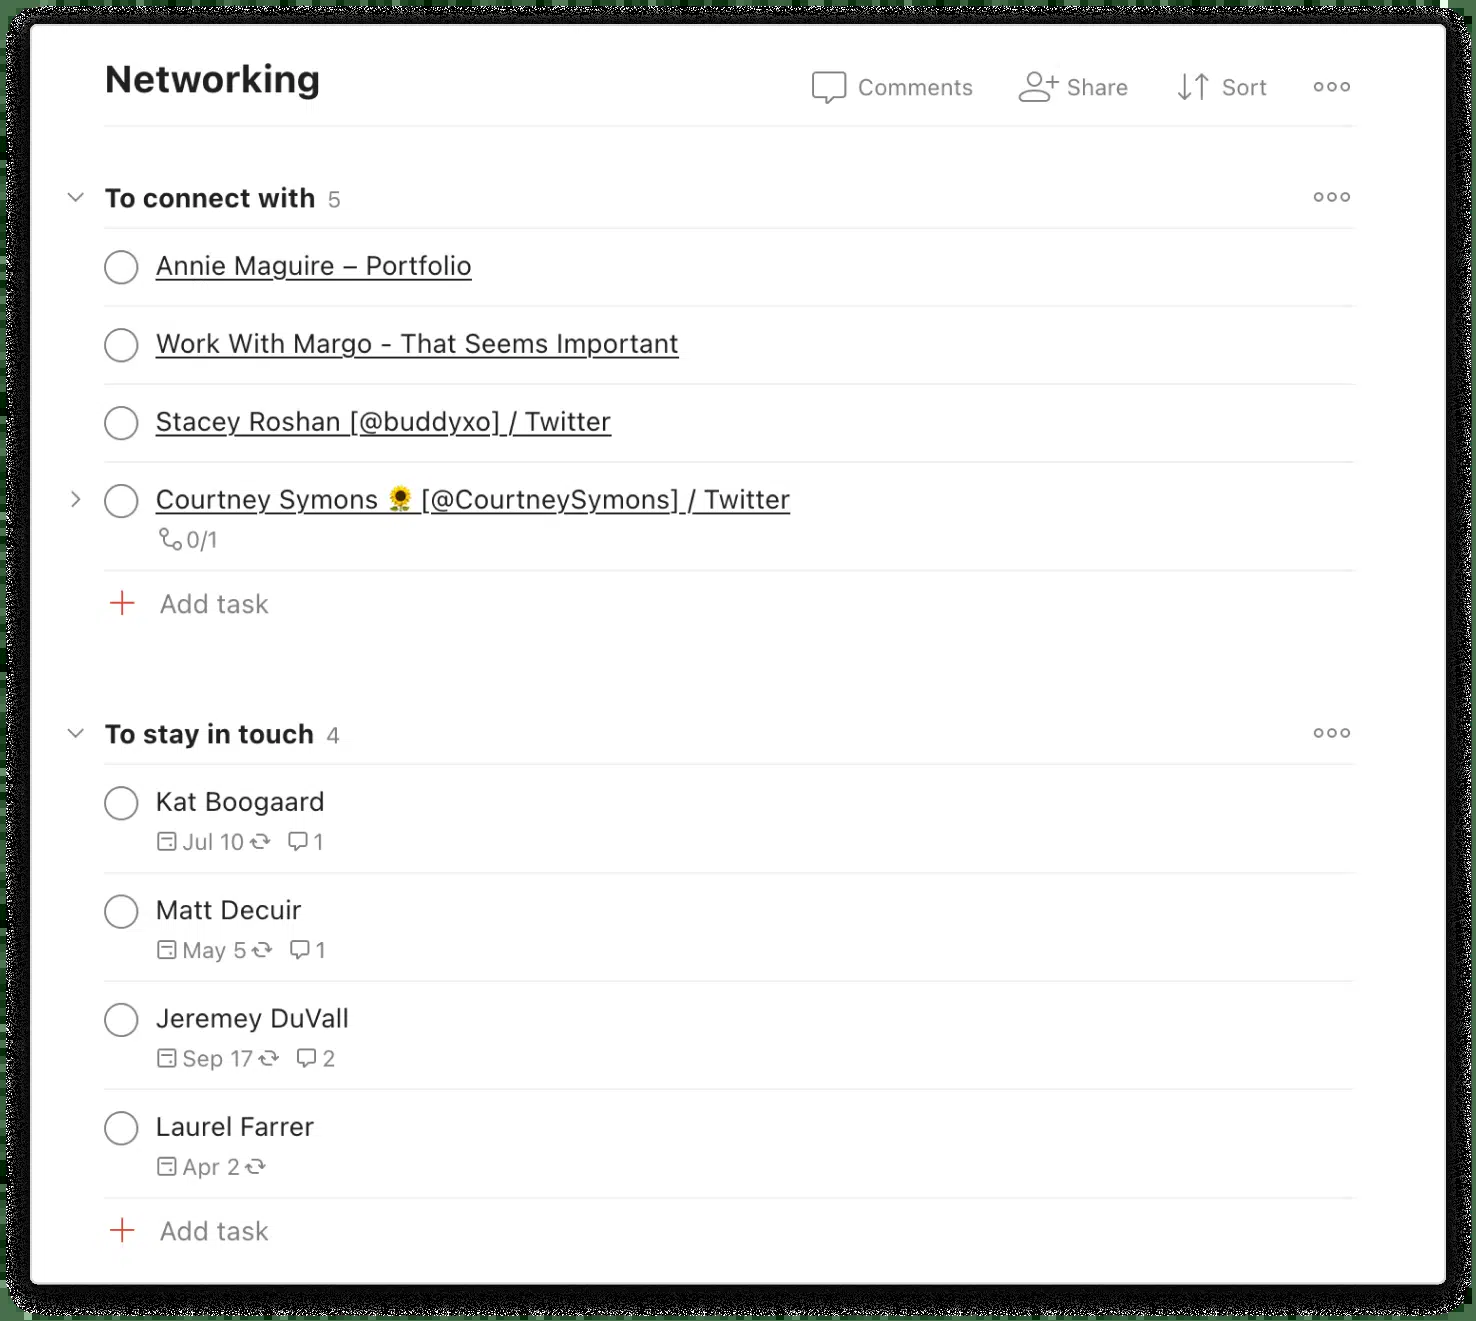 Networking
Comments
Share
Sort
To connect with 5
Annie Maguire – Portfolio
Work With Margo - That Seems Important
Stacey Roshan [@buddyxo] / Twitter
Courtney Symons 🌻 [@CourtneySymons] / Twitter
0/1
Add task
To stay in touch 4
Kat Boogaard
Jul 10 1
Matt Decuir
May 5 1
Jeremey DuVall
Sep 17 2
Laurel Farrer
Apr 2
Add task